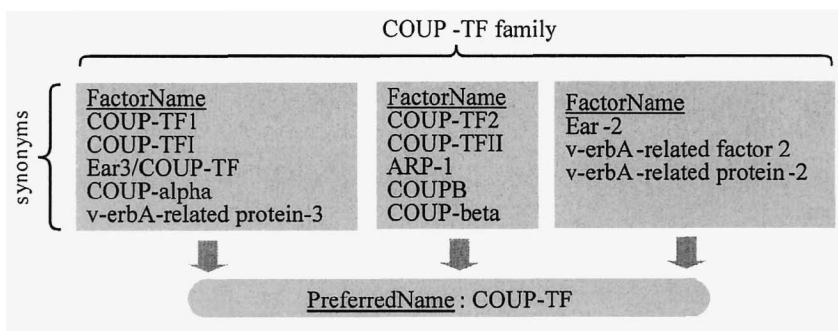 COUP -TF family
synonyms
FactorName
COUP-TF1
COUP-TFI
Ear3/COUP-TF
COUP-alpha
v-erbA-related protein-3
FactorName
COUP-TF2
COUP-TFII
ARP-1
COUPB
COUP-beta
FactorName
Ear -2
v-erbA -related factor 2
v-erbA -related protein -2
PreferredName : COUP-TF